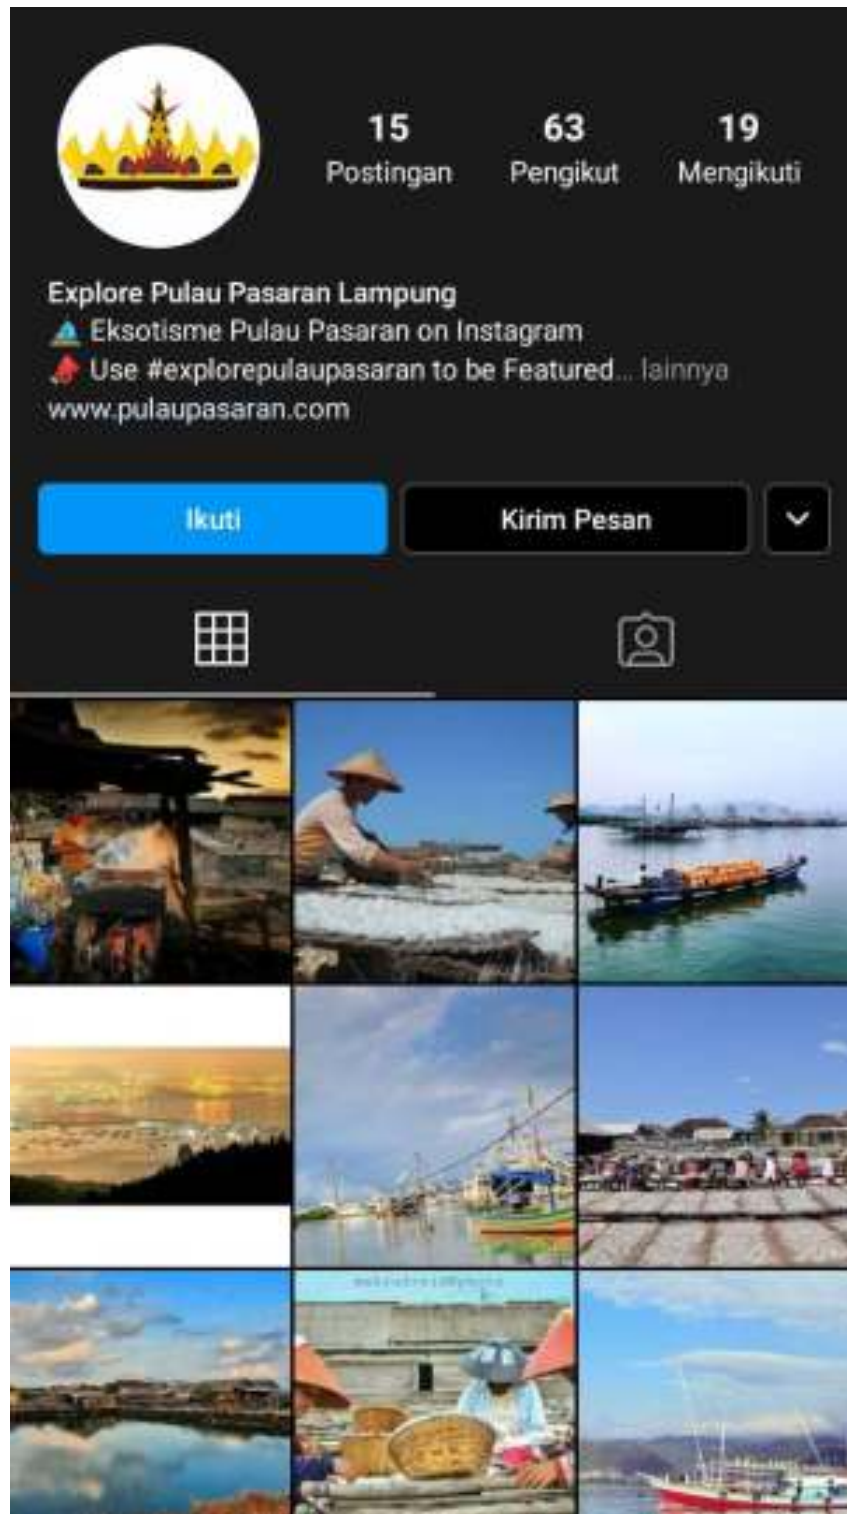 15 63 19
Postingan Pengikut Mengikuti
Explore Pulau Pasaran Lampung
Eksotisme Pulau Pasaran on Instagram
Use #explorepulaupasaran to be Featured... lainnya
www.pulaupasaran.com
Ikuti Kirim Pesan